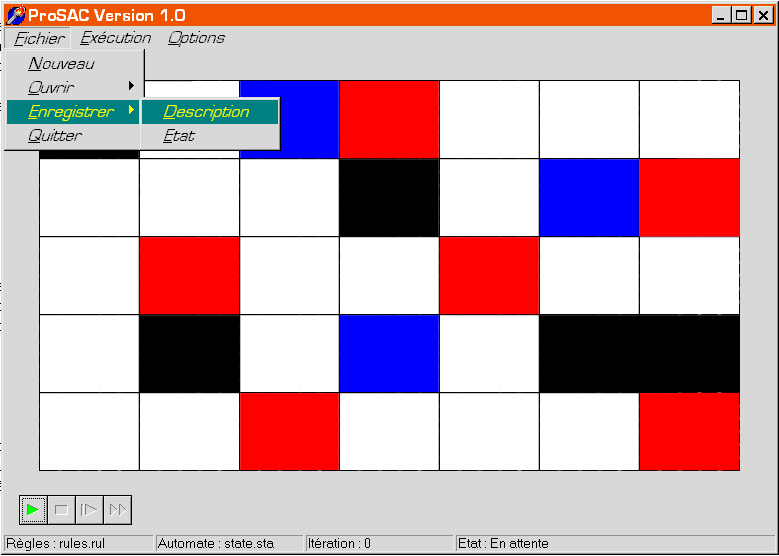 ProSAC Version 1.0
Fichier Exécution Options
Nouveau
Ouvrir
Enregistrer Description
Quitter Etat
Règles : rules.rul Automate : state.sta Itération : 0 Etat : En attente